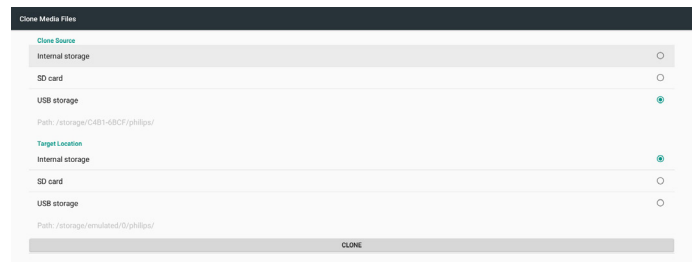 Clone Media Files
Clone Source
Internal storage
SD card
USB storage
Path: /storage/C4B1-6BCF/philips/
Target Location
Internal storage
SD card
USB storage
Path: /storage/emulated/0/philips/
CLONE